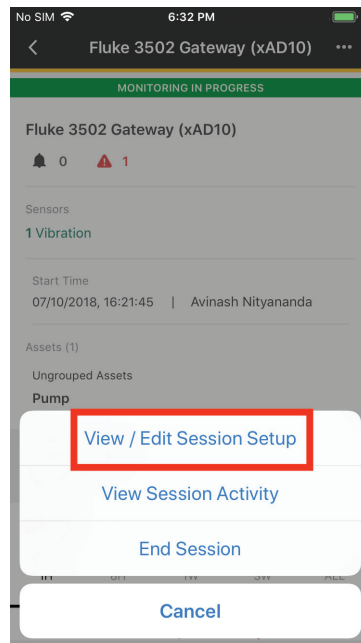 No SIM 6:32 PM
Fluke 3502 Gateway (xAD10) •••
MONITORING IN PROGRESS
Fluke 3502 Gateway (xAD10)
0 1
Sensors
1 Vibration
Start Time
07/10/2018, 16:21:45 | Avinash Nityananda
Assets (1)
Ungrouped Assets
Pump
View / Edit Session Setup
View Session Activity
End Session
Cancel